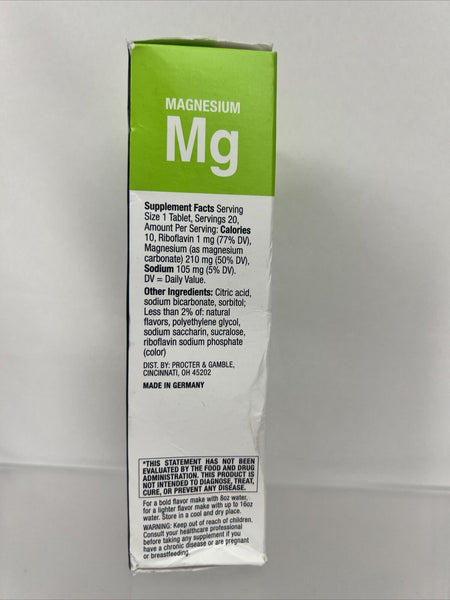 MAGNESIUM
Mg
Supplement Facts Serving
Size 1 Tablet, Servings 20,
Amount Per Serving: Calories
10, Riboflavin 1 mg (77% DV),
Magnesium (as magnesium
carbonate) 210 mg (50% DV).
Sodium 105 mg (5% DV).
DV = Daily Value.
Other Ingredients: Citric acid,
sodium bicarbonate, sorbitol;
Less than 2% of: natural
flavors, polyethylene glycol,
sodium saccharin, sucralose,
riboflavin sodium phosphate
(color)
DIST. BY: PROCTER & GAMBLE,
CINCINNATI, OH 45202
MADE IN GERMANY
*THIS STATEMENT HAS NOT BEEN
EVALUATED BY THE FOOD AND DRUG
ADMINISTRATION. THIS PRODUCT IS
NOT INTENDED TO DIAGNOSE, TREAT,
CURE, OR PREVENT ANY DISEASE.
For a bold flavor make with 8oz water,
for a lighter flavor make with up to 16oz
water. Store in a cool and dry place.
WARNING: Keep out of reach of children.
Consult your healthcare professional
before taking any supplement if you
have a chronic disease or are pregnant
or breastfeeding.